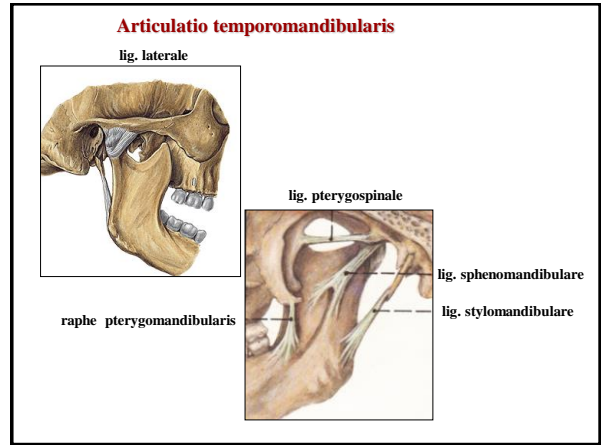 Articulatio temporomandibularis
lig. laterale
lig. pterygospinale
lig. sphenomandibulare
raphe pterygomandibularis
lig. stylomandibulare